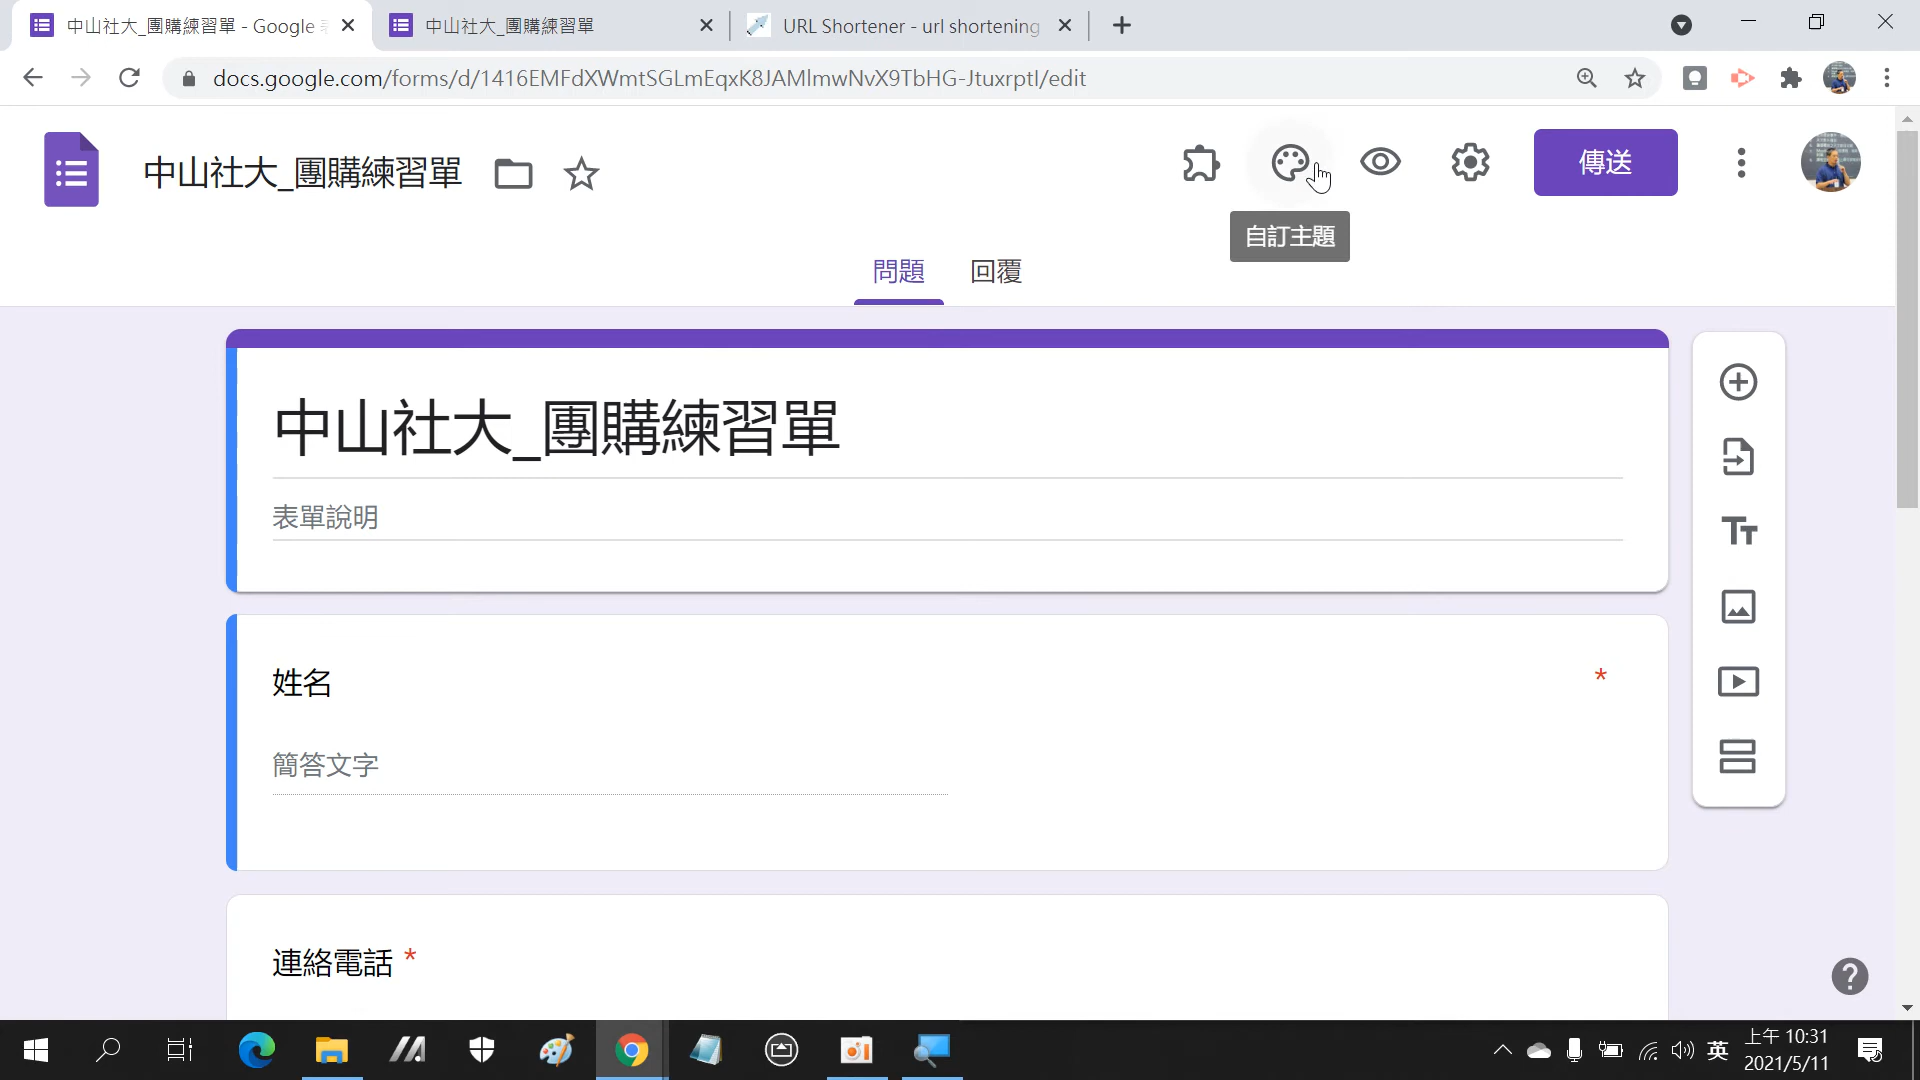 中山社大_團購練習單 - Google
中山社大_團購練習單
URL Shortener - url shortening
docs.google.com/forms/d/1416EMFdXWmtSGLmEqxK8JAMlmwNvX9TbHG-JtuxrptI/edit
中山社大_團購練習單
傳送
自訂主題
問題
回覆
中山社大_團購練習單
表單說明
姓名
*
簡答文字
連絡電話 *
英
上午 10:31
2021/5/11